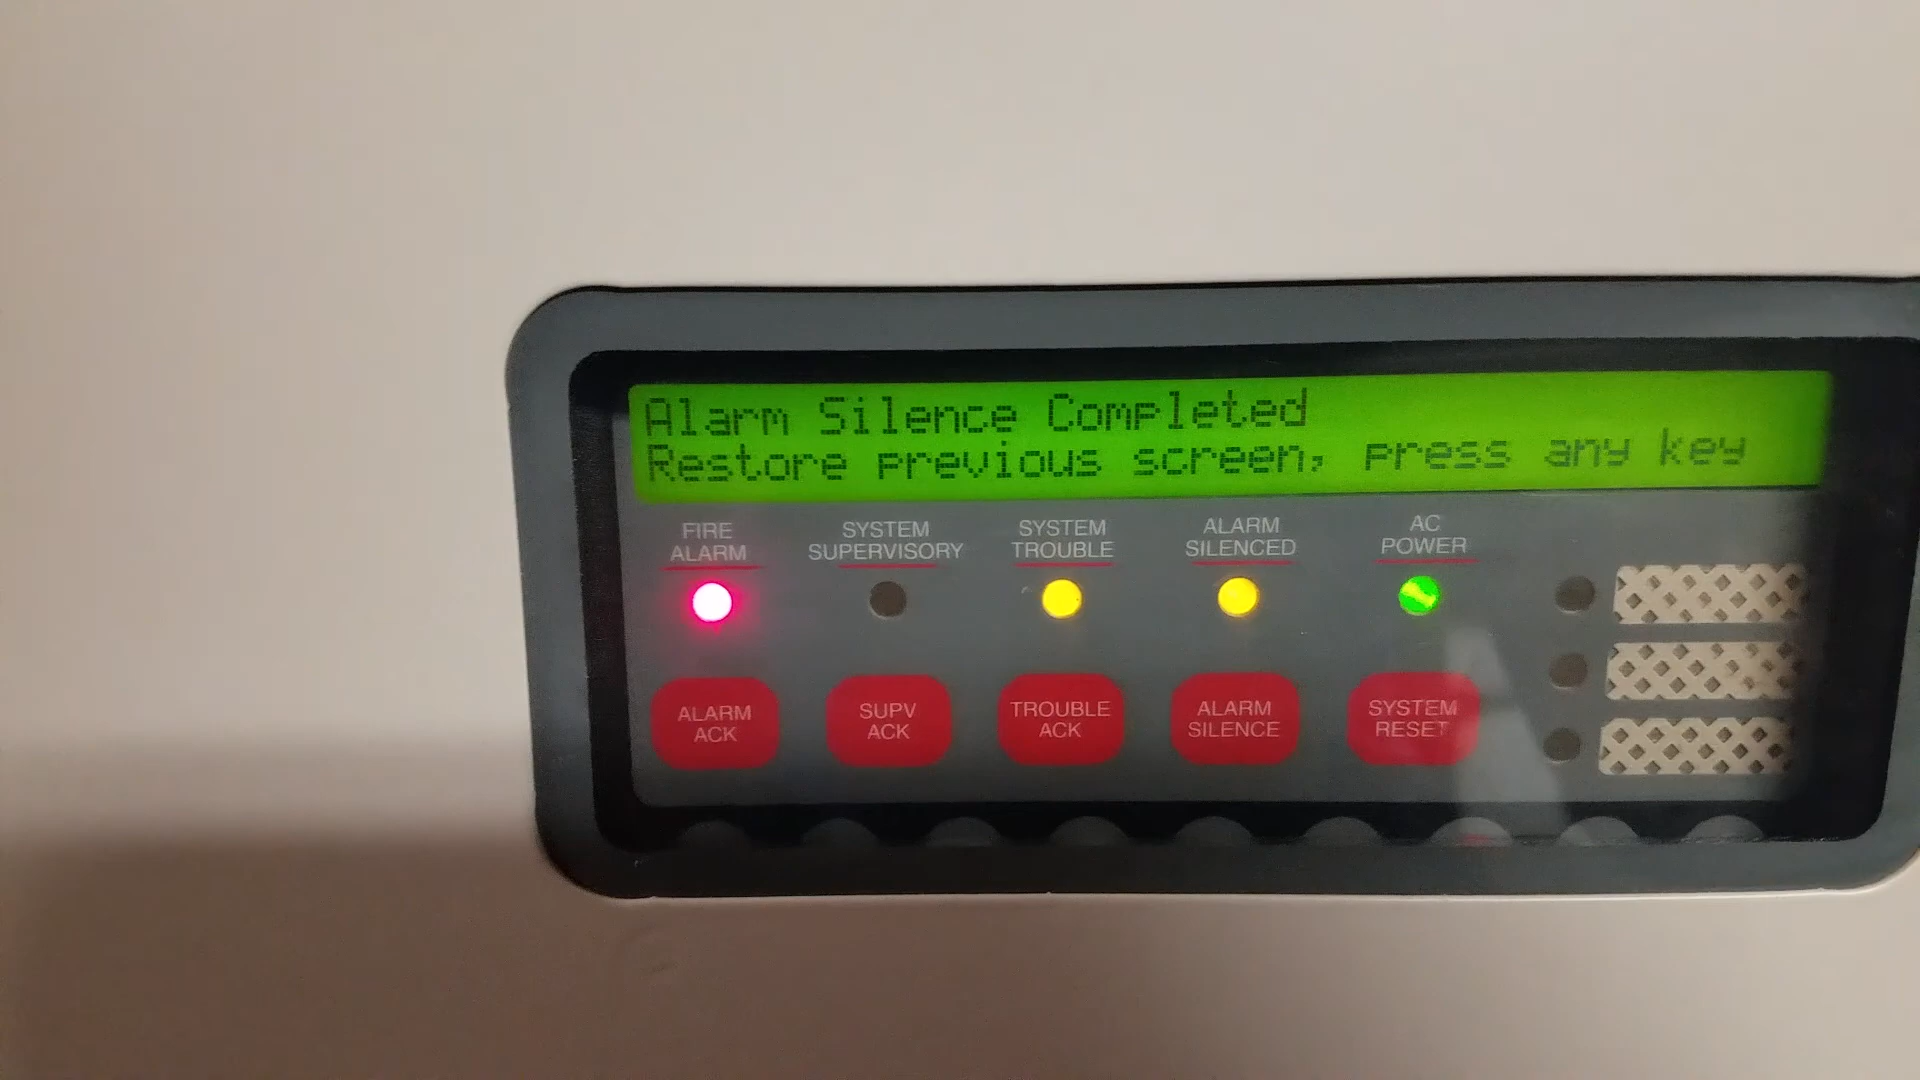 Alarm Silence Completed
Restore previous screen, press any key
FIRE
ALARM
SYSTEM
SUPERVISORY
SYSTEM
TROUBLE
ALARM
SILENCED
AC
POWER
ALARM
ACK
SUPV
ACK
TROUBLE
ACK
ALARM
SILENCE
SYSTEM
RESET